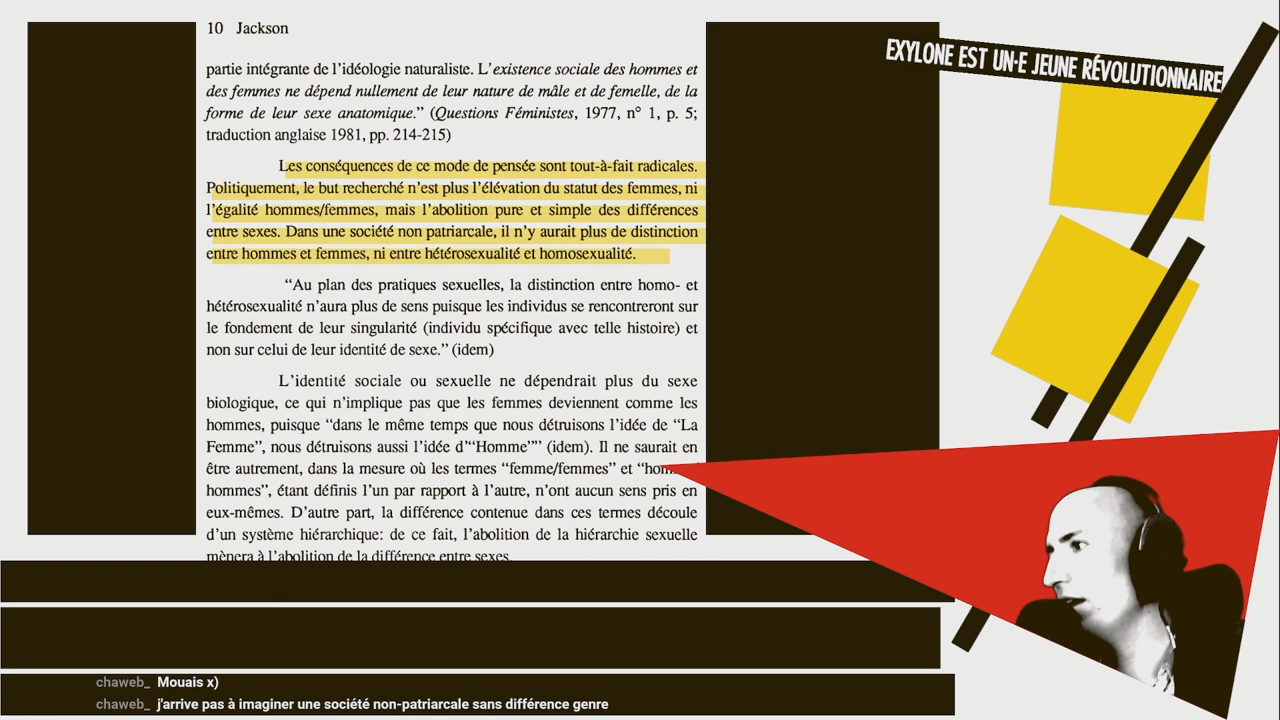 10 Jackson
partie intégrante de l'idéologie naturaliste. L'existence sociale des hommes et
des femmes ne dépend nullement de leur nature de mâle et de femelle, de la
forme de leur sexe anatomique.” (Questions Féministes, 1977, n° 1, p. 5;
traduction anglaise 1981, pp. 214-215)
Les conséquences de ce mode de pensée sont tout-à-fait radicales.
Politiquement, le but recherché n'est plus l'élévation du statut des femmes, ni
l'égalité hommes/femmes, mais l'abolition pure et simple des différences
entre sexes. Dans une société non patriarcale, il n'y aurait plus de distinction
entre hommes et femmes, ni entre hétérosexualité et homosexualité.
“Au plan des pratiques sexuelles, la distinction entre homo- et
hétérosexualité n'aura plus de sens puisque les individus se rencontreront sur
le fondement de leur singularité (individu spécifique avec telle histoire) et
non sur celui de leur identité de sexe.” (idem)
L'identité sociale ou sexuelle ne dépendrait plus du sexe
biologique, ce qui n'implique pas que les femmes deviennent comme les
hommes, puisque “dans le même temps que nous détruisons l'idée de “La
Femme”, nous détruisons aussi l'idée d'“Homme”” (idem). Il ne saurait en
être autrement, dans la mesure où les termes “femme/femmes” et
hommes”, étant définis l'un par rapport à l'autre, n'ont aucun sens pris en
eux-mêmes. D'autre part, la différence contenue dans ces termes découle
d'un système hiérarchique: de ce fait, l'abolition de la hiérarchie sexuelle
mènera à l'abolition de la différence entre sexes.
EXYLONE EST UN·E JEUNE RÉVOLUTIONNAIRE
chaweb_ Mouais x)
chaweb_ j'arrive pas à imaginer une société non-patriarcale sans différence genre